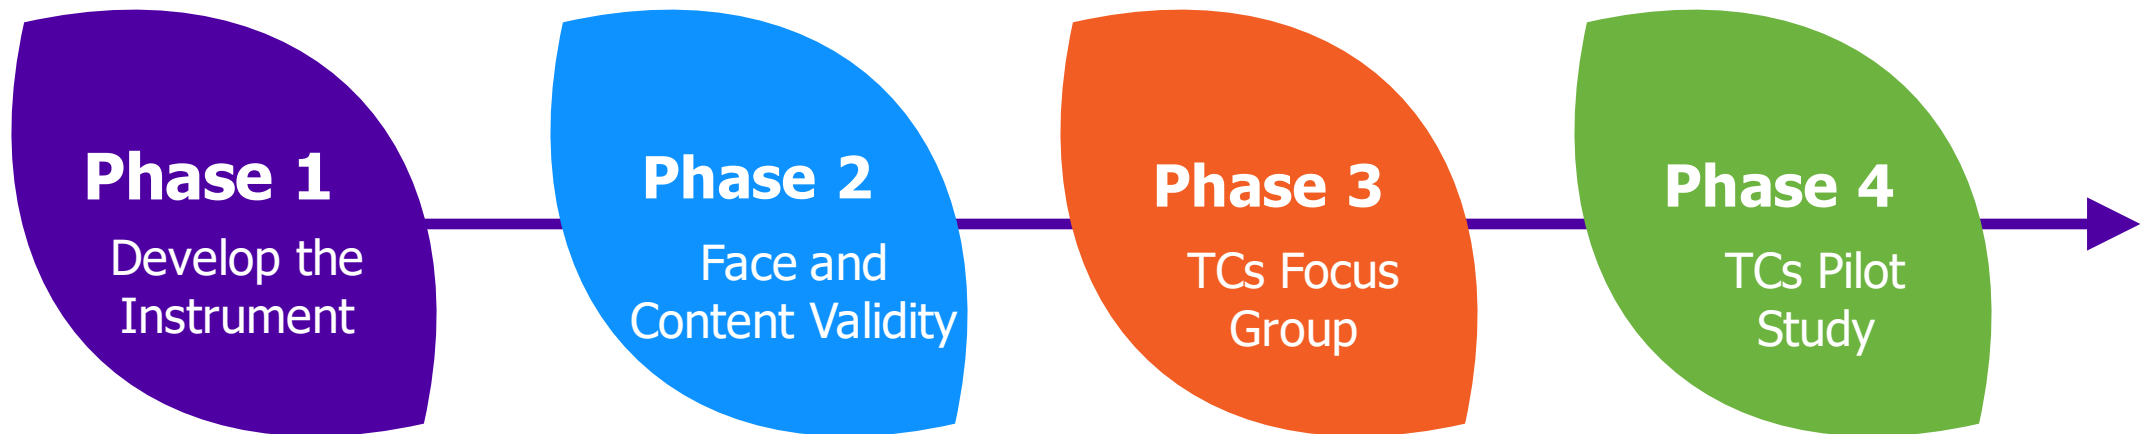 Phase 1
Develop the
Instrument
Phase 2
Face and
Content Validity
Phase 3
TCs Focus
Group
Phase 4
TCs Pilot
Study